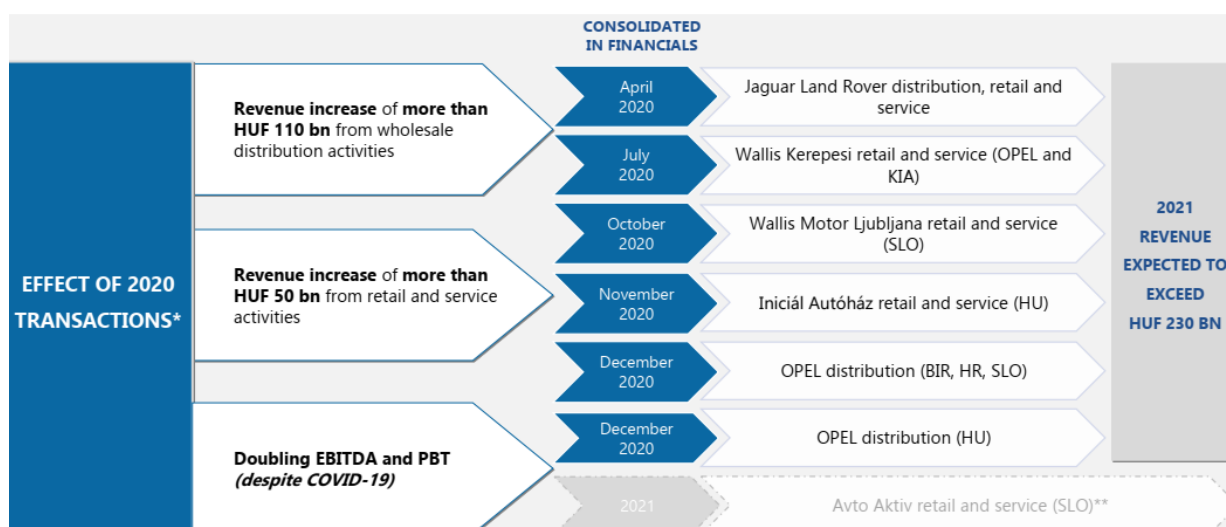 CONSOLIDATED
IN FINANCIALS
EFFECT OF 2020
TRANSACTIONS*
Revenue increase of more than
HUF 110 bn from wholesale
distribution activities
Revenue increase of more than
HUF 50 bn from retail and service
activities
Doubling EBITDA and PBT
(despite COVID-19)
April
2020
Jaguar Land Rover distribution, retail and
service
July
2020
Wallis Kerepesi retail and service (OPEL and
KIA)
October
2020
Wallis Motor Ljubljana retail and service
(SLO)
November
2020
Iniciál Autóház retail and service (HU)
December
2020
OPEL distribution (BIR, HR, SLO)
December
2020
OPEL distribution (HU)
2021
Avto Aktiv retail and service (SLO)**
2021
REVENUE
EXPECTED TO
EXCEED
HUF 230 BN